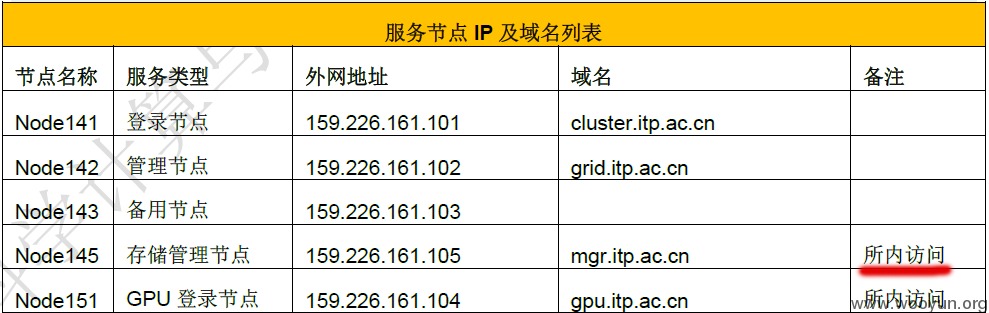 服务节点 IP 及域名列表
节点名称 服务类型 外网地址 域名 备注
Node141 登录节点 159.226.161.101 cluster.itp.ac.cn
Node142 管理节点 159.226.161.102 grid.itp.ac.cn
Node143 备用节点 159.226.161.103
Node145 存储管理节点 159.226.161.105 mgr.itp.ac.cn 所内访问
Node151 GPU 登录节点 159.226.161.104 gpu.itp.ac.cn 所内访问
学计算与
www.wooyun.org